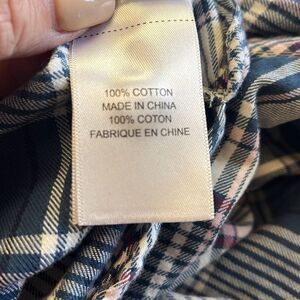 100% COTTON
MADE IN CHINA
100% COTON
FABRIQUE EN CHINE